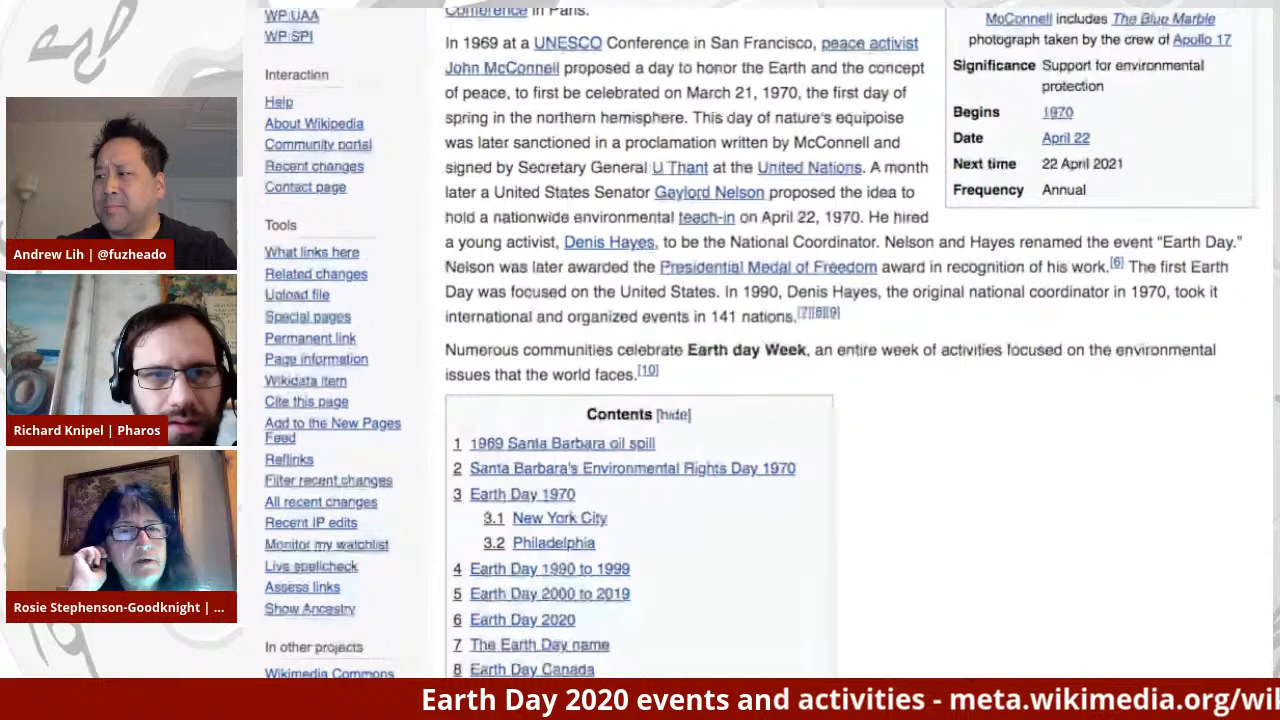 WP:UAA
WP:SPI
Interaction
Help
About Wikipedia
Community portal
Recent changes
Contact page
Tools
What links here
Related changes
Upload file
Special pages
Permanent link
Page information
Wikidata item
Cite this page
Add to the New Pages
Feed
Reflinks
Filter recent changes
All recent changes
Recent IP edits
Monitor my watchlist
Live spellcheck
Assess links
Show Ancestry
In other projects
Wikimedia Commons
Conference in Paris.
In 1969 at a UNESCO Conference in San Francisco, peace activist
John McConnell proposed a day to honor the Earth and the concept
of peace, to first be celebrated on March 21, 1970, the first day of
spring in the northern hemisphere. This day of nature's equipoise
was later sanctioned in a proclamation written by McConnell and
signed by Secretary General U Thant at the United Nations. A month
later a United States Senator Gaylord Nelson proposed the idea to
hold a nationwide environmental teach-in on April 22, 1970. He hired
a young activist, Denis Hayes, to be the National Coordinator. Nelson and Hayes renamed the event "Earth Day."
Nelson was later awarded the Presidential Medal of Freedom award in recognition of his work.[6] The first Earth
Day was focused on the United States. In 1990, Denis Hayes, the original national coordinator in 1970, took it
international and organized events in 141 nations.[7][8][9]
Numerous communities celebrate Earth day Week, an entire week of activities focused on the environmental
issues that the world faces.[10]
McConnell includes The Blue Marble
photograph taken by the crew of Apollo 17
Significance Support for environmental
protection
Begins 1970
Date April 22
Next time 22 April 2021
Frequency Annual
Contents [hide]
1 1969 Santa Barbara oil spill
2 Santa Barbara's Environmental Rights Day 1970
3 Earth Day 1970
3.1 New York City
3.2 Philadelphia
4 Earth Day 1990 to 1999
5 Earth Day 2000 to 2019
6 Earth Day 2020
7 The Earth Day name
8 Earth Day Canada
Andrew Lih | @fuzheado
Richard Knipel | Pharos
Rosie Stephenson-Goodknight | ...
Earth Day 2020 events and activities - meta.wikimedia.org/wil